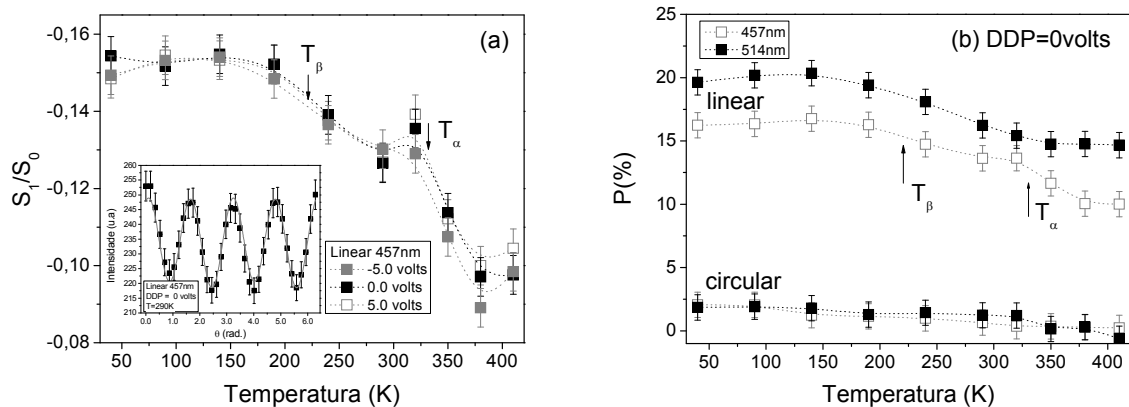 (a)
-0,16
-0,14
-0,12
-0,10
-0,08
S1/S0
50 100 150 200 250 300 350 400
Temperatura (K)
Tβ
Tα
Linear 457nm
-5.0 volts
0.0 volts
5.0 volts
260
255
250
245
240
235
230
225
220
215
210
Intensidade (u.a)
Linear 457nm
DDP = 0 volts
T=290K
0.0 1.0 2.0 3.0 4.0 5.0 6.0
θ (rad.)
(b) DDP=0volts
457nm
514nm
25
20
15
10
5
0
P(%)
linear
Tβ
Tα
circular
50 100 150 200 250 300 350 400
Temperatura (K)